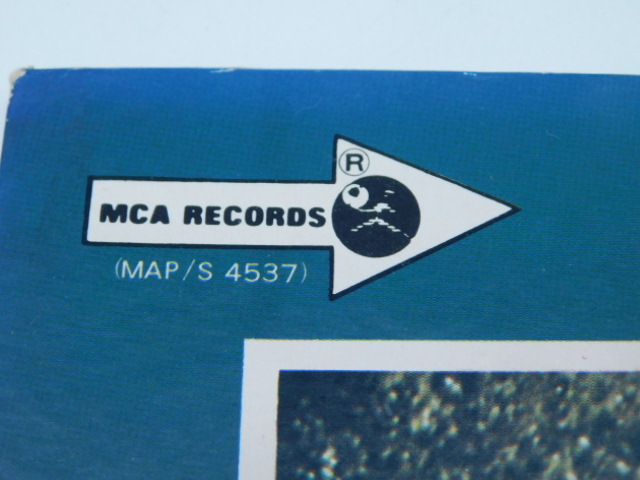 ®
MCA RECORDS
(MAP/S 4537)